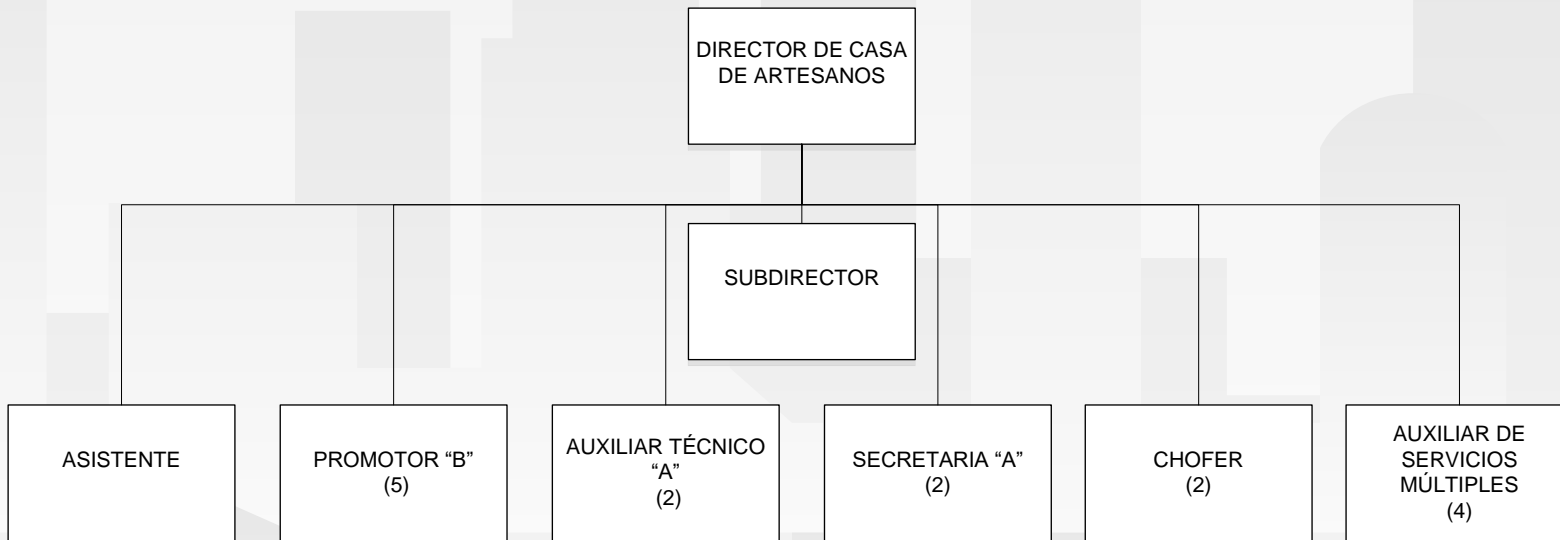 DIRECTOR DE CASA
DE ARTESANOS
SUBDIRECTOR
ASISTENTE
PROMOTOR “B”
(5)
AUXILIAR TÉCNICO
“A”
(2)
SECRETARIA “A”
(2)
CHOFER
(2)
AUXILIAR DE
SERVICIOS
MÚLTIPLES
(4)